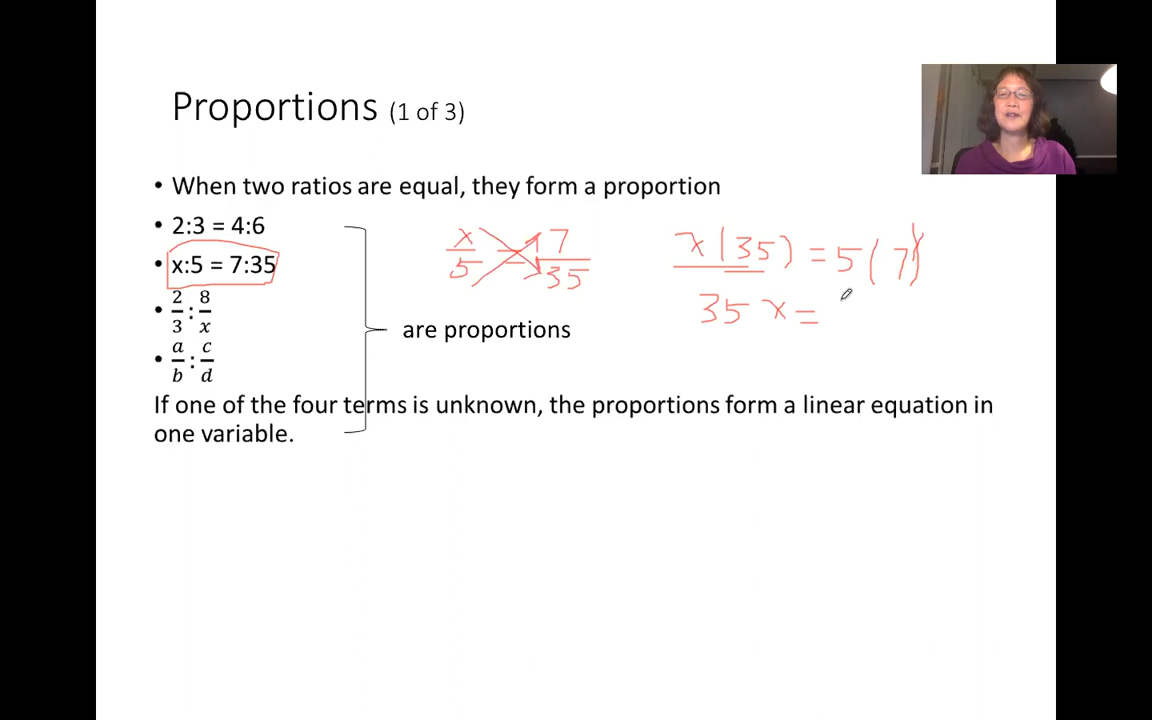 Proportions (1 of 3)
• When two ratios are equal, they form a proportion
• 2:3 = 4:6
• x:5 = 7:35
• 2/3 : 8/x
• a/b : c/d
are proportions
If one of the four terms is unknown, the proportions form a linear equation in
one variable.
x/5 = 7/35
x(35) = 5(7)
35x =